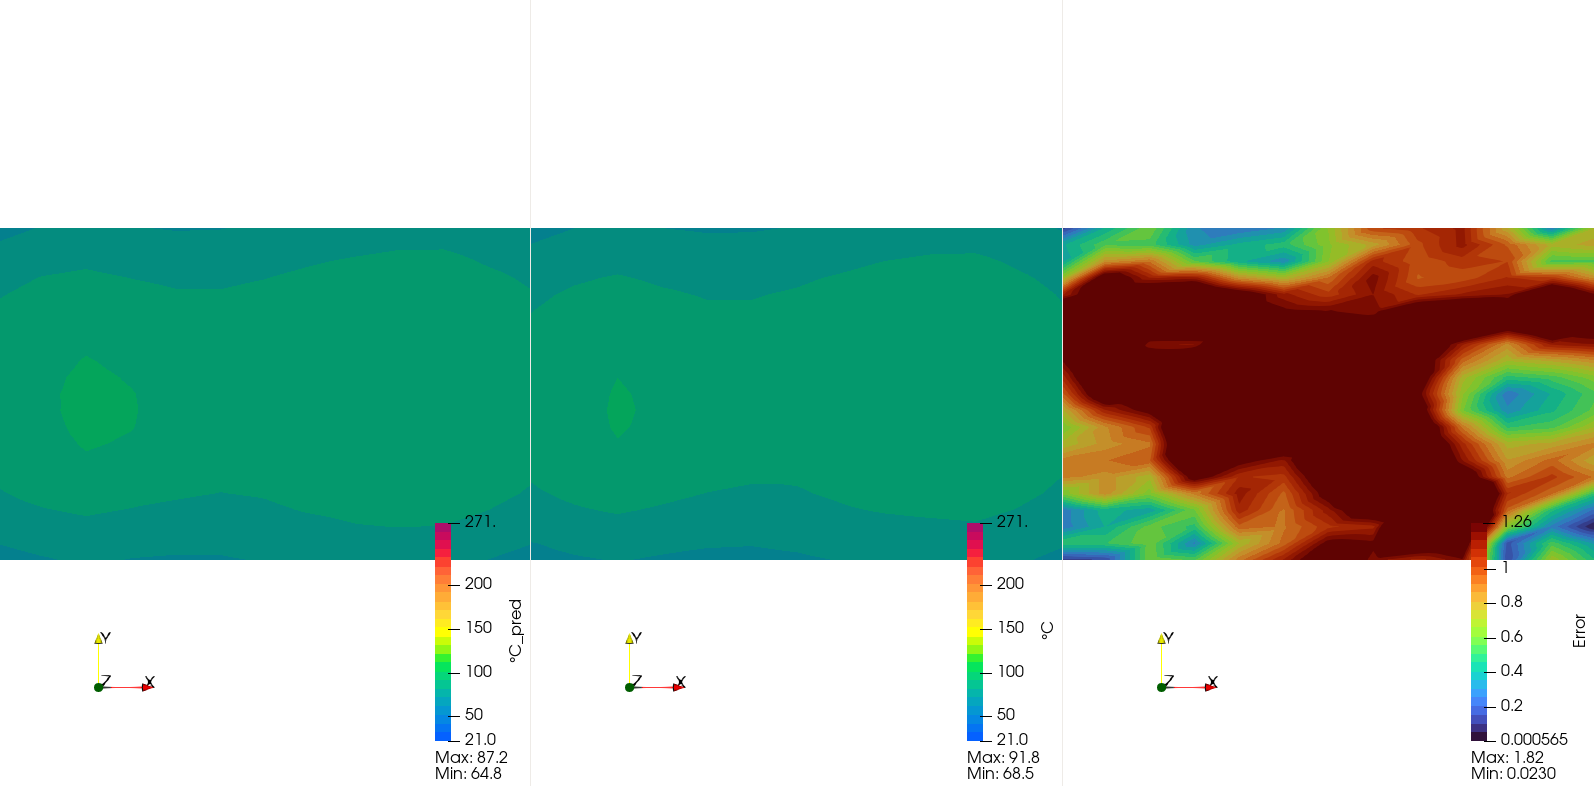 271.
200
150
100
50
21.0
°C_pred
Max: 87.2
Min: 64.8
Y
Z
X
271.
200
150
100
50
21.0
°C
Max: 91.8
Min: 68.5
Y
Z
X
1.26
1
0.8
0.6
0.4
0.2
0.000565
Error
Max: 1.82
Min: 0.0230
Y
Z
X